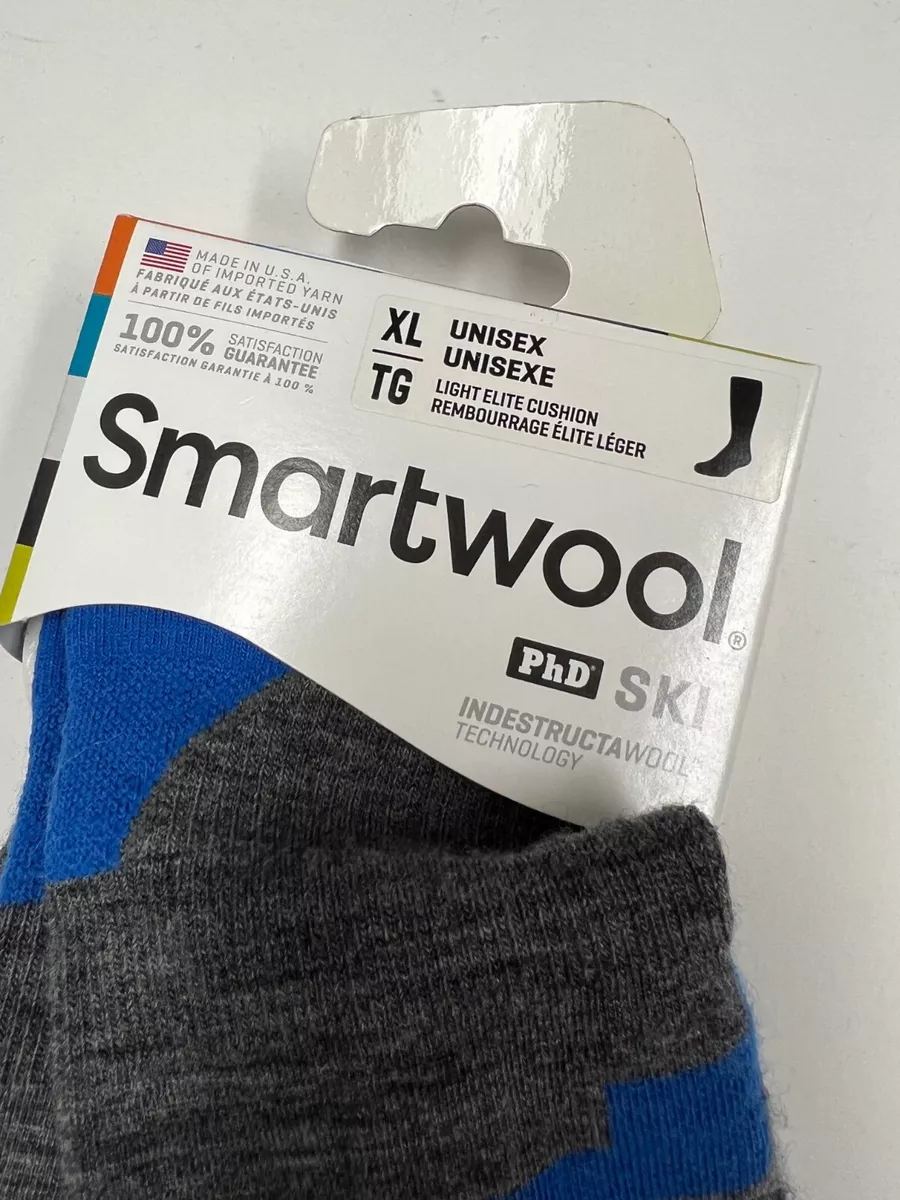 MADE IN U.S.A.
OF IMPORTED YARN
FABRIQUÉ AUX ÉTATS-UNIS
À PARTIR DE FILS IMPORTÉS
100% SATISFACTION
GUARANTEE
SATISFACTION GARANTIE À 100 %
XL
TG
UNISEX
UNISEXE
LIGHT ELITE CUSHION
REMBOURRAGE ÉLITE LÉGER
Smartwool®
PhD® SKI
INDESTRUCTAWOOL™
TECHNOLOGY